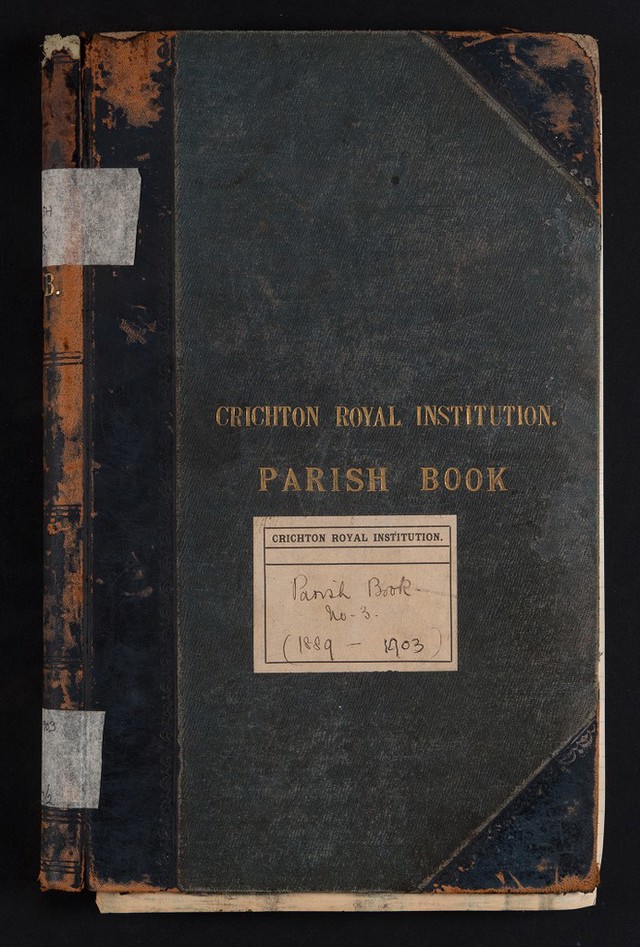 B.
CRICHTON ROYAL INSTITUTION.
PARISH BOOK
CRICHTON ROYAL INSTITUTION.
Parish Book
No-3.
(1889 - 1903)